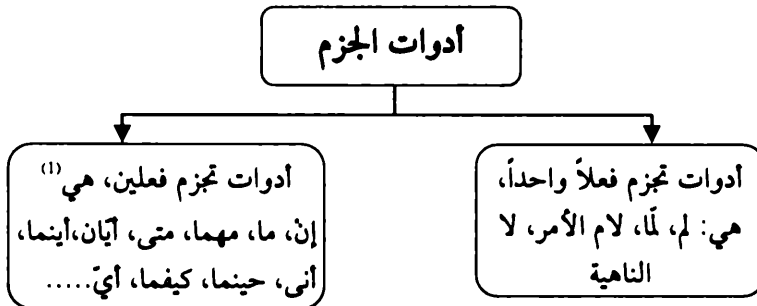 أدوات الجزم
أدوات تجزم فعلاً واحداً،
هي: لم، لمّا، لام الأمر، لا
الناهية
أدوات تجزم فعلين، هي(1)
إنْ، ما، مهما، متى، أيّان،أينما،
أنى، حينما، كيفما، أيّ.....